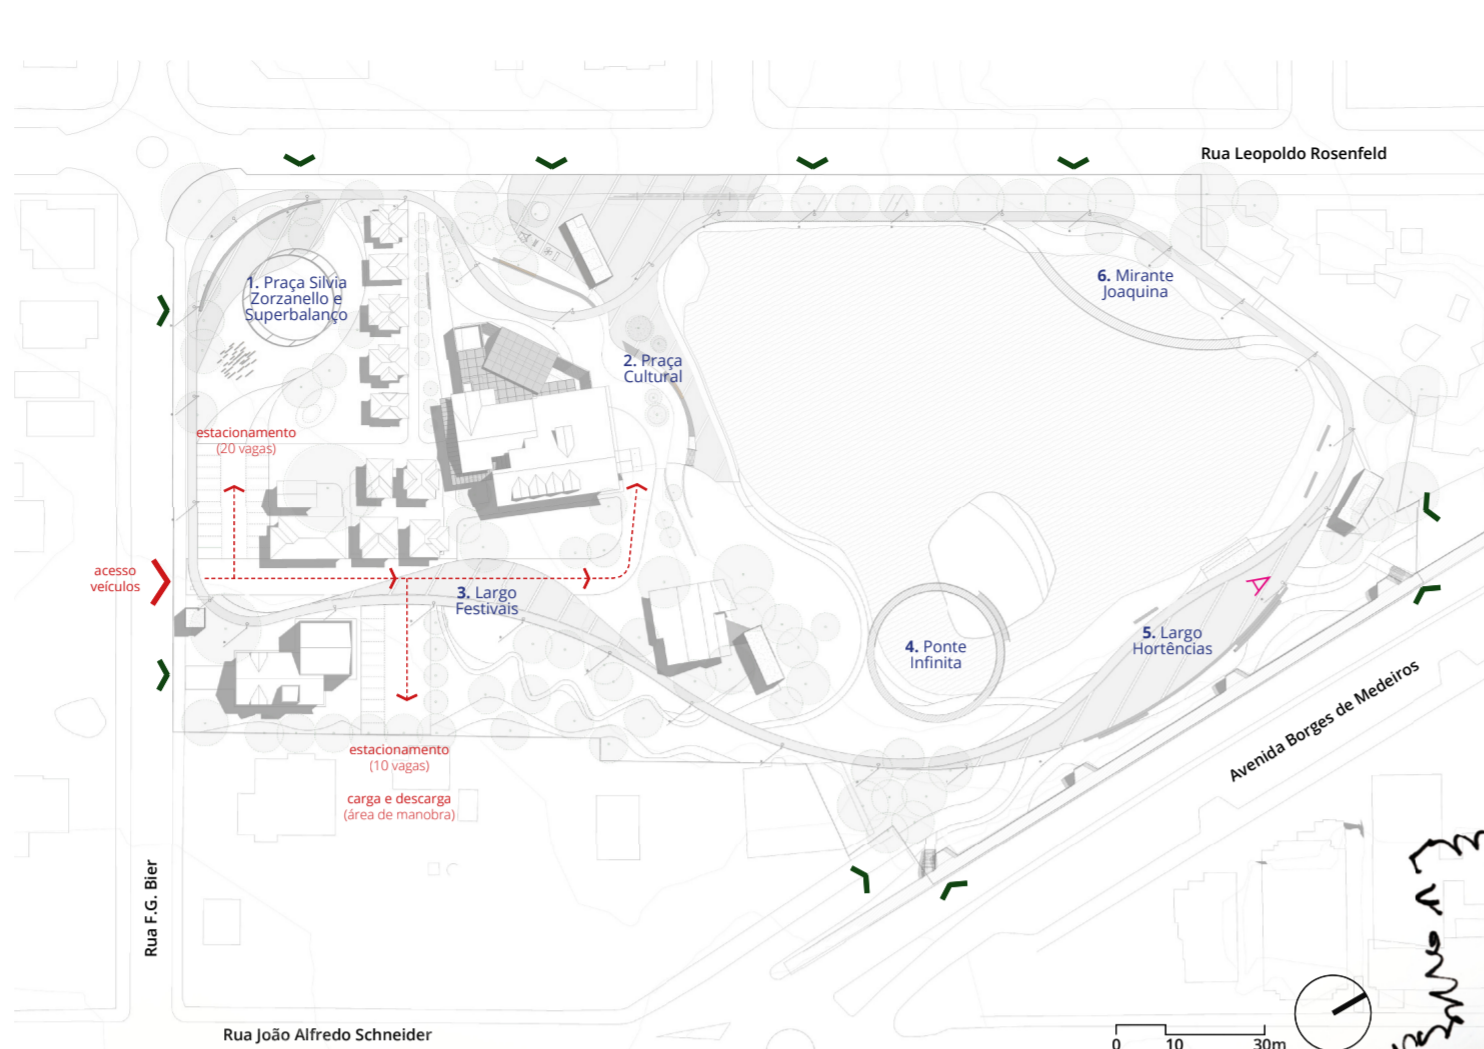 Rua Leopoldo Rosenfeld
1. Praça Silvia
Zorzanello e
Superbalanço
6. Mirante
Joaquina
2. Praça
Cultural
estacionamento
(20 vagas)
acesso
veículos
3. Largo
Festivais
4. Ponte
Infinita
5. Largo
Hortências
A
Avenida Borges de Medeiros
estacionamento
(10 vagas)
carga e descarga
(área de manobra)
Rua F.G. Bier
Rua João Alfredo Schneider
0 10 30m